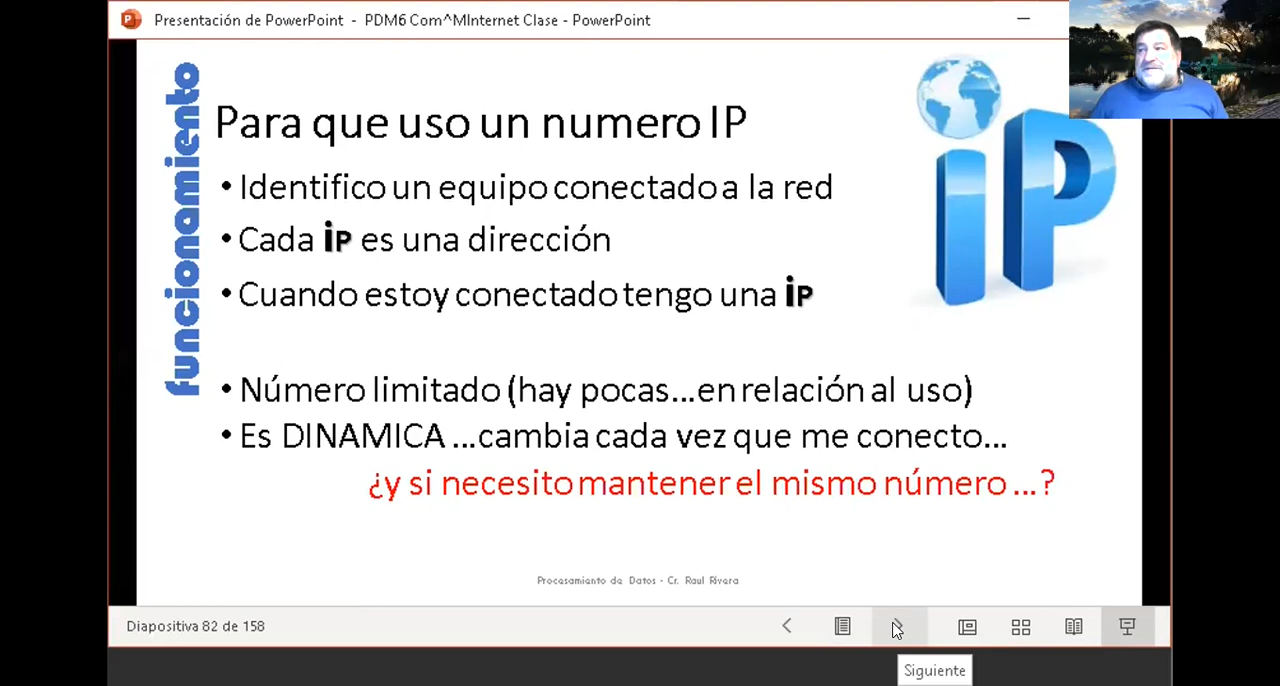 Presentación de PowerPoint - PDM6 Com^MInternet Clase - PowerPoint
funcionamiento
Para que uso un numero IP
• Identifico un equipo conectado a la red
• Cada iP es una dirección
• Cuando estoy conectado tengo una iP
iP
• Número limitado (hay pocas...en relación al uso)
• Es DINAMICA ...cambia cada vez que me conecto...
¿y si necesito mantener el mismo número ...?
Procesamiento de Datos - Cr. Raul Rivera
Diapositiva 82 de 158
Siguiente